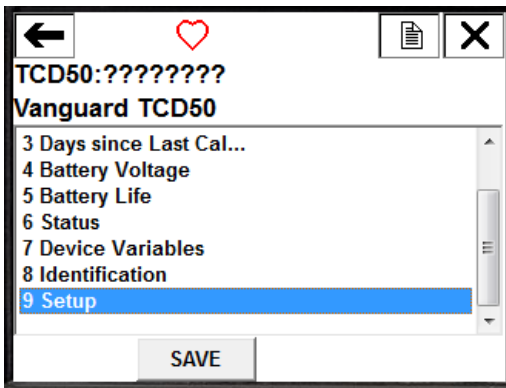 TCD50:????????
Vanguard TCD50
3 Days since Last Cal...
4 Battery Voltage
5 Battery Life
6 Status
7 Device Variables
8 Identification
9 Setup
SAVE